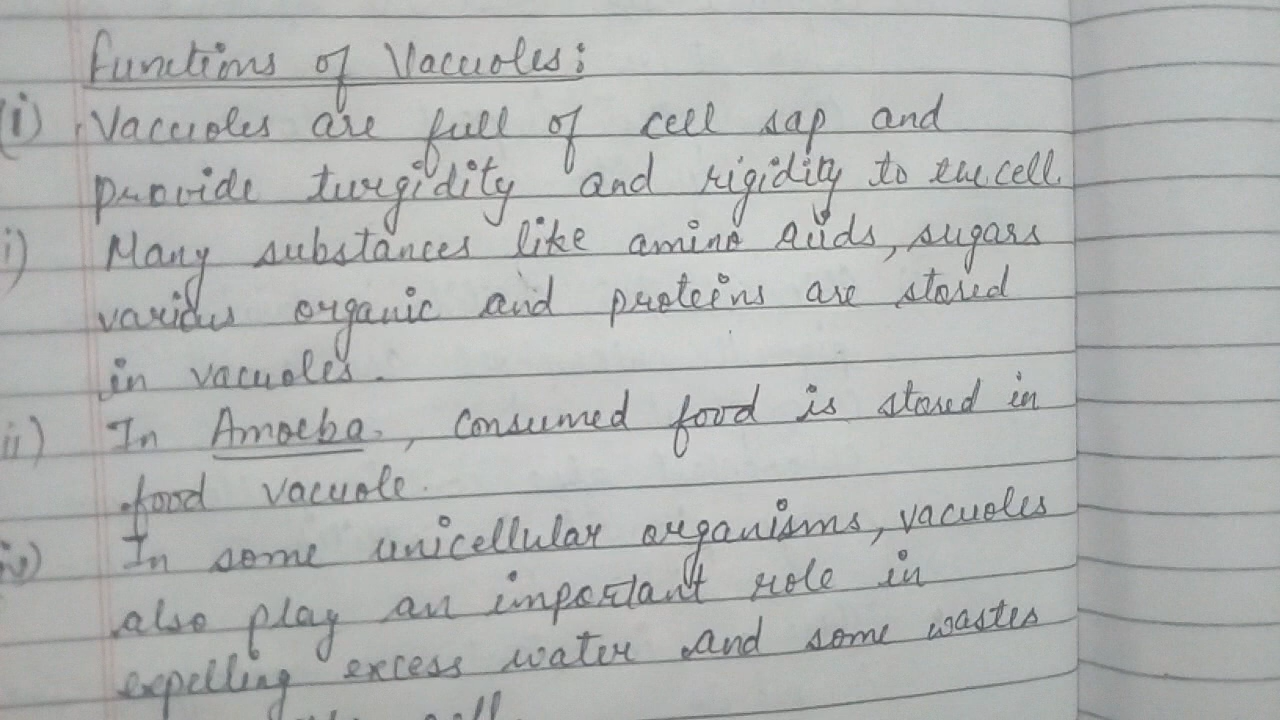 Functions of Vacuoles:
(i) Vacuoles are full of cell sap and
provide turgidity and rigidity to the cell.
i) Many substances like amino acids, sugars
various organic and proteins are stored
in vacuoles.
ii) In Amoeba, consumed food is stored in
food vacuole.
iv) In some unicellular organisms, vacuoles
also play an important role in
expelling excess water and some wastes
cell